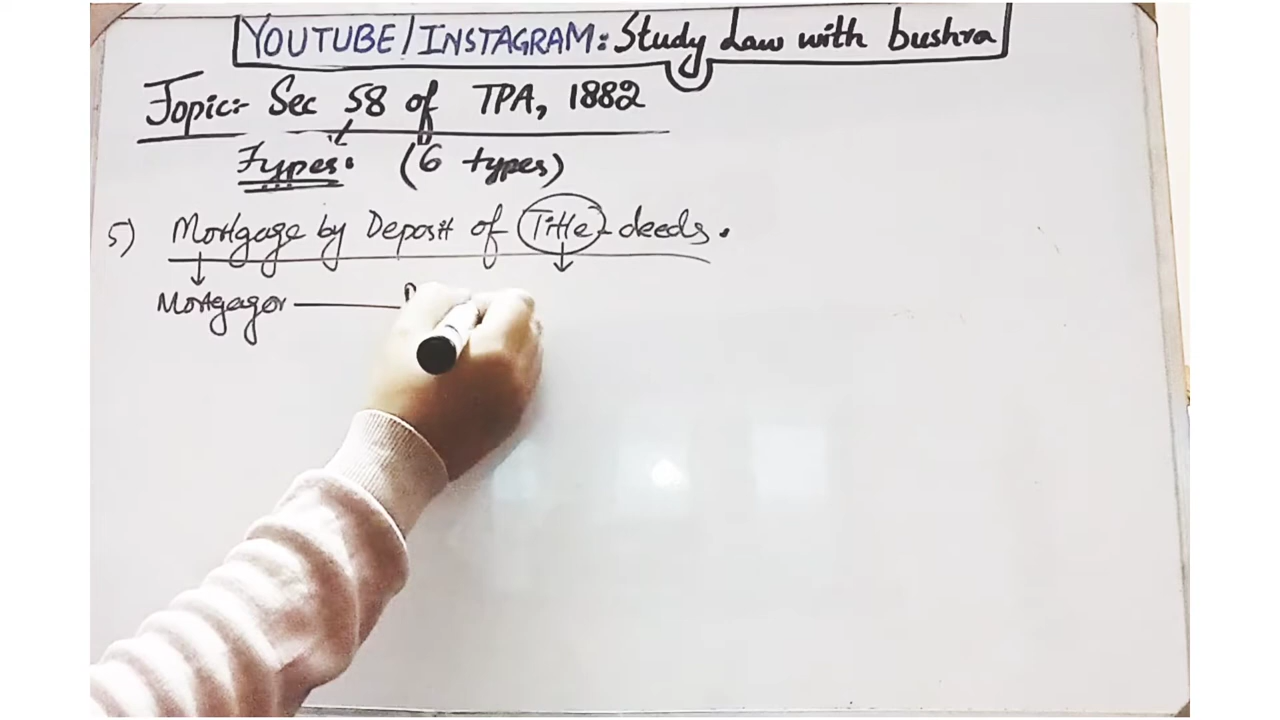 YOUTUBE/INSTAGRAM: Study Law with bushra
Topic:- Sec 58 of TPA, 1882
Types: (6 types)
5) Mortgage by Deposit of Title-deeds.
Mortgagor